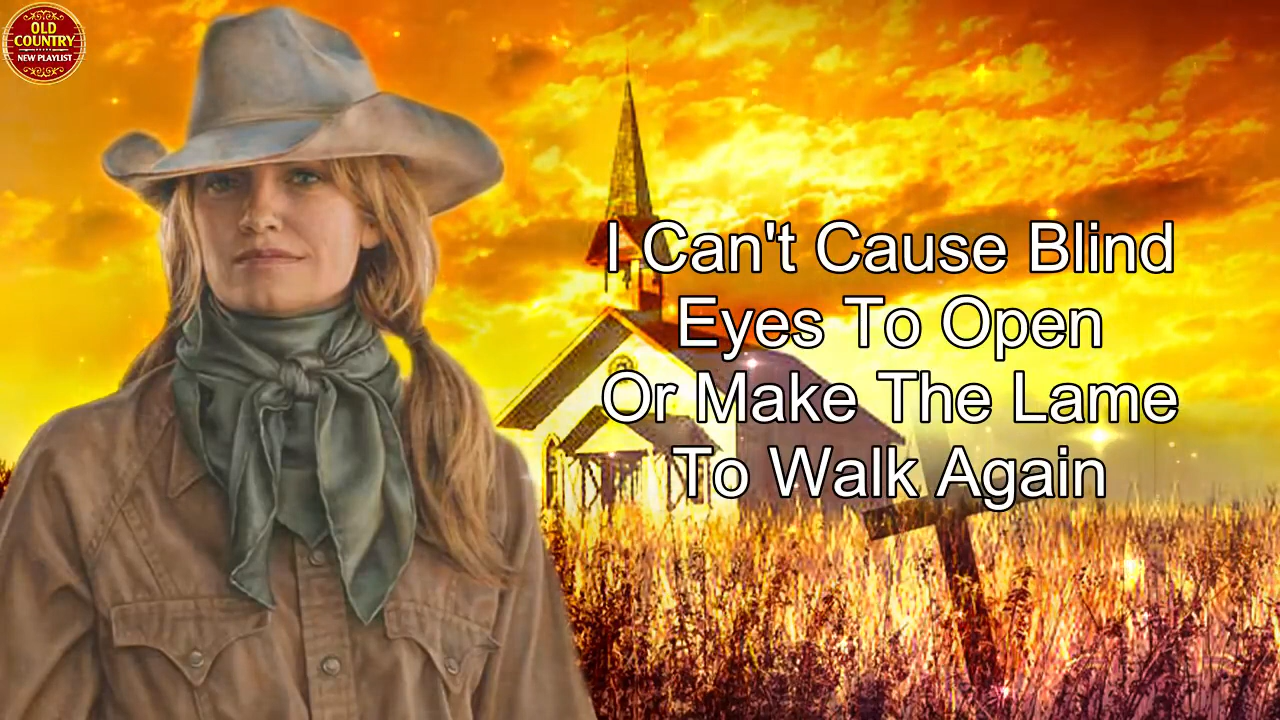 OLD
COUNTRY
NEW PLAYLIST
I Can't Cause Blind
Eyes To Open
Or Make The Lame
To Walk Again